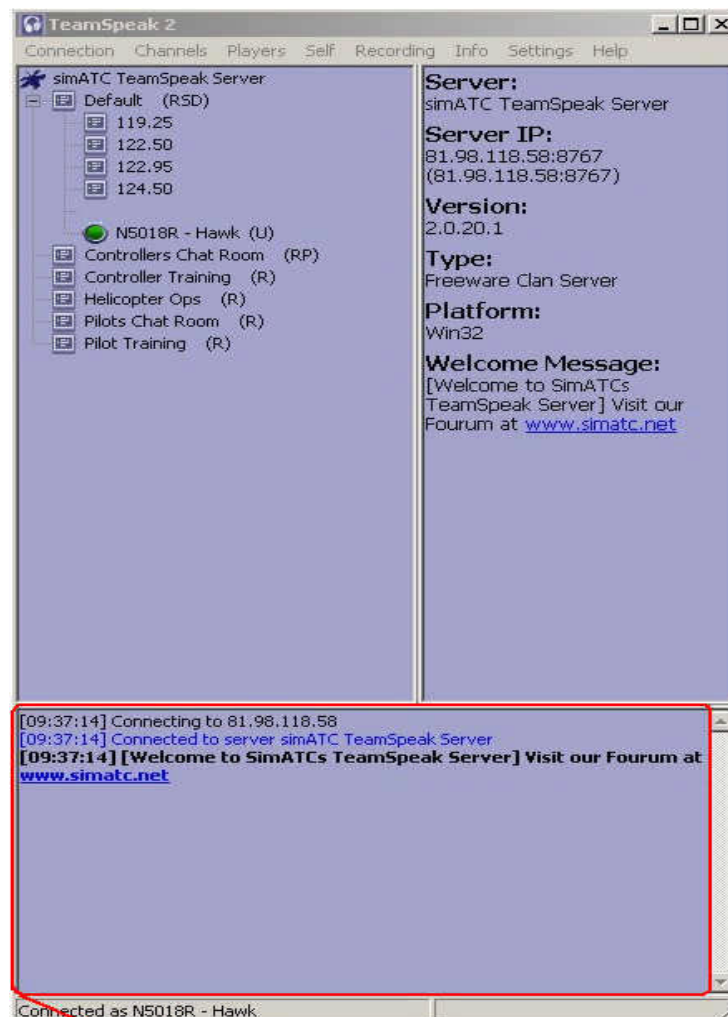 TeamSpeak 2
Connection Channels Players Self Recording Info Settings Help
simATC TeamSpeak Server
Default (RSD)
119.25
122.50
122.95
124.50
N5018R - Hawk (U)
Controllers Chat Room (RP)
Controller Training (R)
Helicopter Ops (R)
Pilots Chat Room (R)
Pilot Training (R)
Server:
simATC TeamSpeak Server
Server IP:
81.98.118.58:8767
(81.98.118.58:8767)
Version:
2.0.20.1
Type:
Freeware Clan Server
Platform:
Win32
Welcome Message:
[Welcome to SimATCs
TeamSpeak Server] Visit our
Fourum at www.simatc.net
[09:37:14] Connecting to 81.98.118.58
[09:37:14] Connected to server simATC TeamSpeak Server
[09:37:14] [Welcome to SimATCs TeamSpeak Server] Visit our Fourum at
www.simatc.net
Connected as N5018R - Hawk